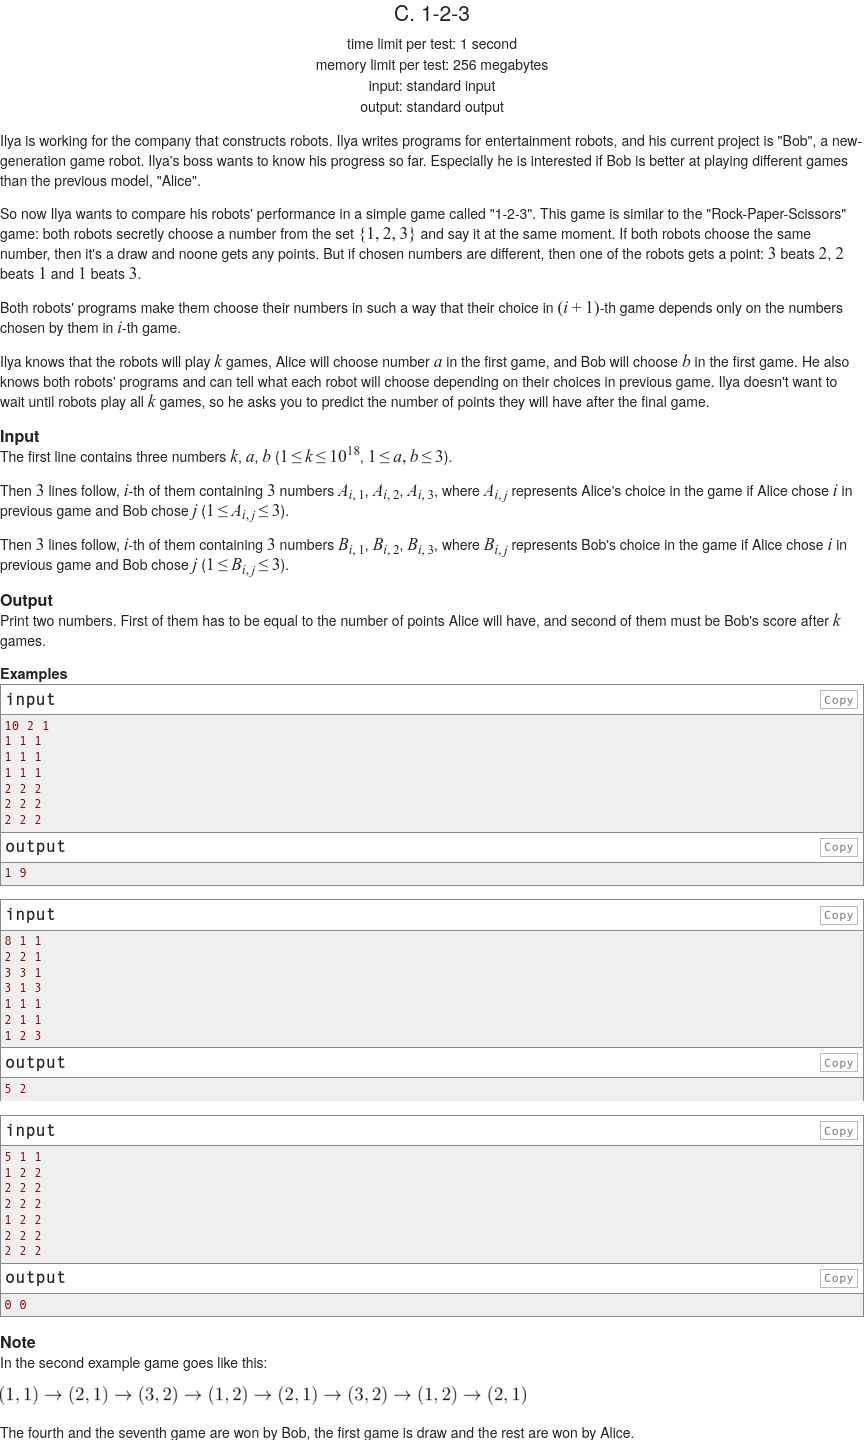 C. 1-2-3
time limit per test: 1 second
memory limit per test: 256 megabytes
input: standard input
output: standard output
Ilya is working for the company that constructs robots. Ilya writes programs for entertainment robots, and his current project is "Bob", a new-
generation game robot. Ilya's boss wants to know his progress so far. Especially he is interested if Bob is better at playing different games
than the previous model, "Alice".
So now Ilya wants to compare his robots' performance in a simple game called "1-2-3". This game is similar to the "Rock-Paper-Scissors"
game: both robots secretly choose a number from the set {1, 2, 3} and say it at the same moment. If both robots choose the same
number, then it's a draw and noone gets any points. But if chosen numbers are different, then one of the robots gets a point: 3 beats 2, 2
beats 1 and 1 beats 3.
Both robots' programs make them choose their numbers in such a way that their choice in (i + 1)-th game depends only on the numbers
chosen by them in i-th game.
Ilya knows that the robots will play k games, Alice will choose number a in the first game, and Bob will choose b in the first game. He also
knows both robots' programs and can tell what each robot will choose depending on their choices in previous game. Ilya doesn't want to
wait until robots play all k games, so he asks you to predict the number of points they will have after the final game.
Input
The first line contains three numbers k, a, b (1 ≤ k ≤ 10^18, 1 ≤ a, b ≤ 3).
Then 3 lines follow, i-th of them containing 3 numbers A_{i, 1}, A_{i, 2}, A_{i, 3}, where A_{i, j} represents Alice's choice in the game if Alice chose i in
previous game and Bob chose j (1 ≤ A_{i, j} ≤ 3).
Then 3 lines follow, i-th of them containing 3 numbers B_{i, 1}, B_{i, 2}, B_{i, 3}, where B_{i, j} represents Bob's choice in the game if Alice chose i in
previous game and Bob chose j (1 ≤ B_{i, j} ≤ 3).
Output
Print two numbers. First of them has to be equal to the number of points Alice will have, and second of them must be Bob's score after k
games.
Examples
input Copy
10 2 1
1 1 1
1 1 1
1 1 1
2 2 2
2 2 2
2 2 2
output Copy
1 9
input Copy
8 1 1
2 2 1
3 3 1
3 1 3
1 1 1
2 1 1
1 2 3
output Copy
5 2
input Copy
5 1 1
1 2 2
2 2 2
2 2 2
1 2 2
2 2 2
2 2 2
output Copy
0 0
Note
In the second example game goes like this:
(1, 1) → (2, 1) → (3, 2) → (1, 2) → (2, 1) → (3, 2) → (1, 2) → (2, 1)
The fourth and the seventh game are won by Bob, the first game is draw and the rest are won by Alice.